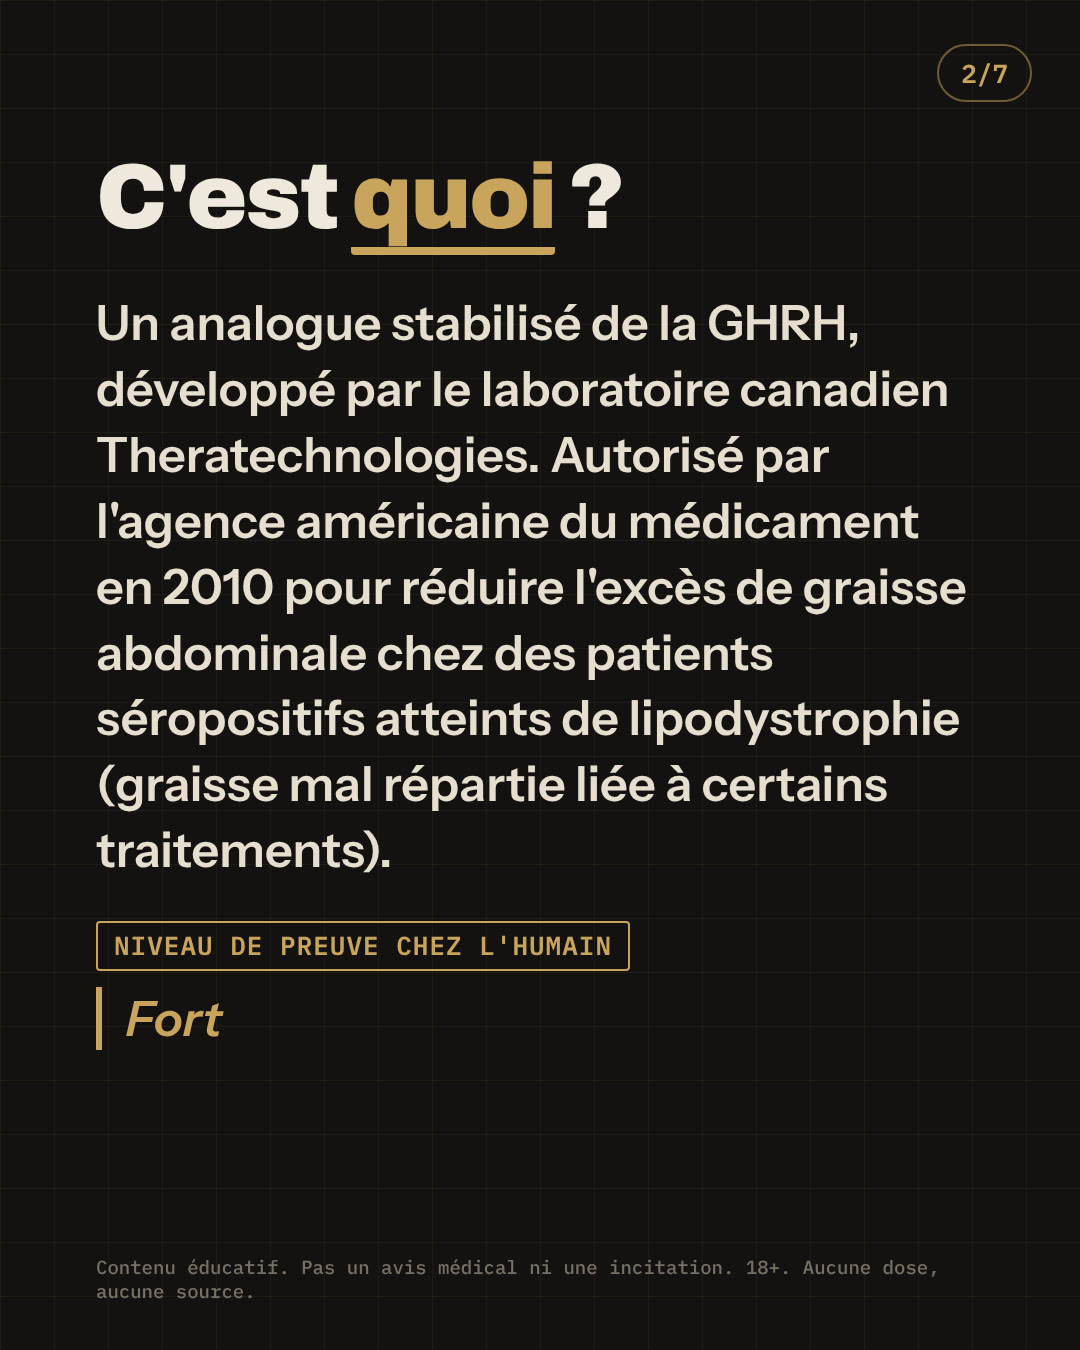 2/7
C'est quoi ?
Un analogue stabilisé de la GHRH,
développé par le laboratoire canadien
Theratechnologies. Autorisé par
l'agence américaine du médicament
en 2010 pour réduire l'excès de graisse
abdominale chez des patients
séropositifs atteints de lipodystrophie
(graisse mal répartie liée à certains
traitements).
NIVEAU DE PREUVE CHEZ L'HUMAIN
Fort
Contenu éducatif. Pas un avis médical ni une incitation. 18+. Aucune dose,
aucune source.